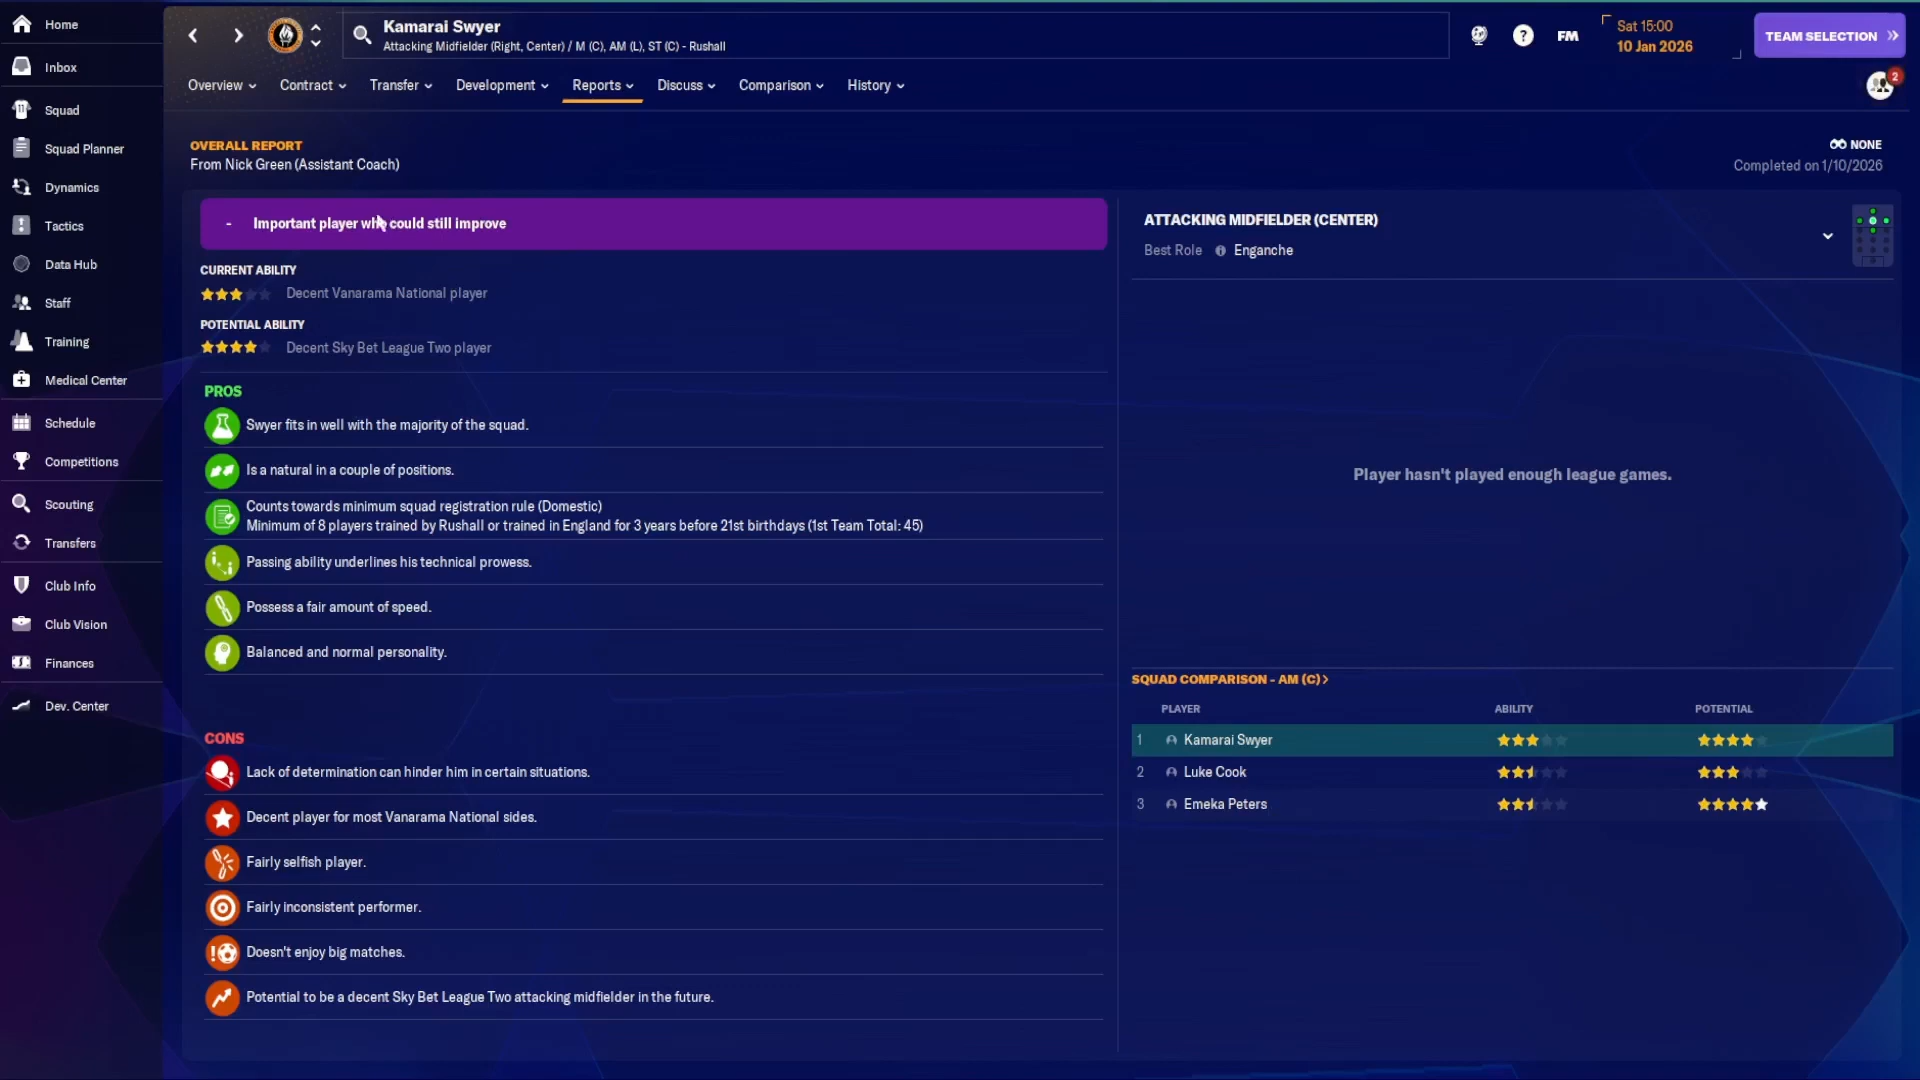 Home
Inbox
Squad
Squad Planner
Dynamics
Tactics
Data Hub
Staff
Training
Medical Center
Schedule
Competitions
Scouting
Transfers
Club Info
Club Vision
Finances
Dev. Center
Kamarai Swyer
Attacking Midfielder (Right, Center) / M (C), AM (L), ST (C) - Rushall
?
FM
Sat 15:00
10 Jan 2026
TEAM SELECTION
Overview
Contract
Transfer
Development
Reports
Discuss
Comparison
History
2
OVERALL REPORT
From Nick Green (Assistant Coach)
NONE
Completed on 1/10/2026
- Important player who could still improve
CURRENT ABILITY
Decent Vanarama National player
POTENTIAL ABILITY
Decent Sky Bet League Two player
PROS
Swyer fits in well with the majority of the squad.
Is a natural in a couple of positions.
Counts towards minimum squad registration rule (Domestic)
Minimum of 8 players trained by Rushall or trained in England for 3 years before 21st birthdays (1st Team Total: 45)
Passing ability underlines his technical prowess.
Possess a fair amount of speed.
Balanced and normal personality.
CONS
Lack of determination can hinder him in certain situations.
Decent player for most Vanarama National sides.
Fairly selfish player.
Fairly inconsistent performer.
Doesn't enjoy big matches.
Potential to be a decent Sky Bet League Two attacking midfielder in the future.
ATTACKING MIDFIELDER (CENTER)
Best Role Enganche
Player hasn't played enough league games.
SQUAD COMPARISON - AM (C) >
PLAYER ABILITY POTENTIAL
1 Kamarai Swyer
2 Luke Cook
3 Emeka Peters